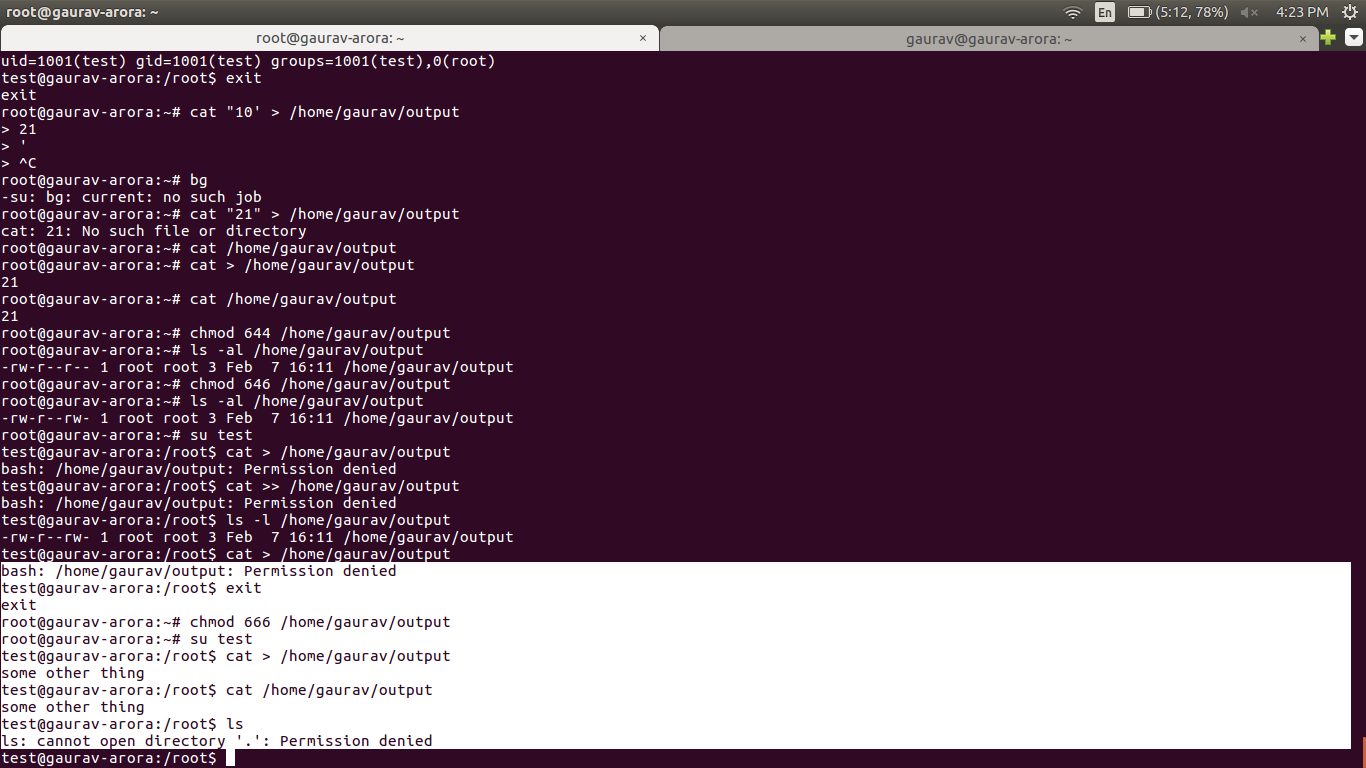 root@gaurav-arora: ~
En
(5:12, 78%)
4:23 PM
root@gaurav-arora: ~ ×
gaurav@gaurav-arora: ~ ×
uid=1001(test) gid=1001(test) groups=1001(test),0(root)
test@gaurav-arora:/root$ exit
exit
root@gaurav-arora:~# cat "10' > /home/gaurav/output
> 21
> '
> ^C
root@gaurav-arora:~# bg
-su: bg: current: no such job
root@gaurav-arora:~# cat "21" > /home/gaurav/output
cat: 21: No such file or directory
root@gaurav-arora:~# cat /home/gaurav/output
root@gaurav-arora:~# cat > /home/gaurav/output
21
root@gaurav-arora:~# cat /home/gaurav/output
21
root@gaurav-arora:~# chmod 644 /home/gaurav/output
root@gaurav-arora:~# ls -al /home/gaurav/output
-rw-r--r-- 1 root root 3 Feb  7 16:11 /home/gaurav/output
root@gaurav-arora:~# chmod 646 /home/gaurav/output
root@gaurav-arora:~# ls -al /home/gaurav/output
-rw-r--rw- 1 root root 3 Feb  7 16:11 /home/gaurav/output
root@gaurav-arora:~# su test
test@gaurav-arora:/root$ cat > /home/gaurav/output
bash: /home/gaurav/output: Permission denied
test@gaurav-arora:/root$ cat >> /home/gaurav/output
bash: /home/gaurav/output: Permission denied
test@gaurav-arora:/root$ ls -l /home/gaurav/output
-rw-r--rw- 1 root root 3 Feb  7 16:11 /home/gaurav/output
test@gaurav-arora:/root$ cat > /home/gaurav/output
bash: /home/gaurav/output: Permission denied
test@gaurav-arora:/root$ exit
exit
root@gaurav-arora:~# chmod 666 /home/gaurav/output
root@gaurav-arora:~# su test
test@gaurav-arora:/root$ cat > /home/gaurav/output
some other thing
test@gaurav-arora:/root$ cat /home/gaurav/output
some other thing
test@gaurav-arora:/root$ ls
ls: cannot open directory '.': Permission denied
test@gaurav-arora:/root$